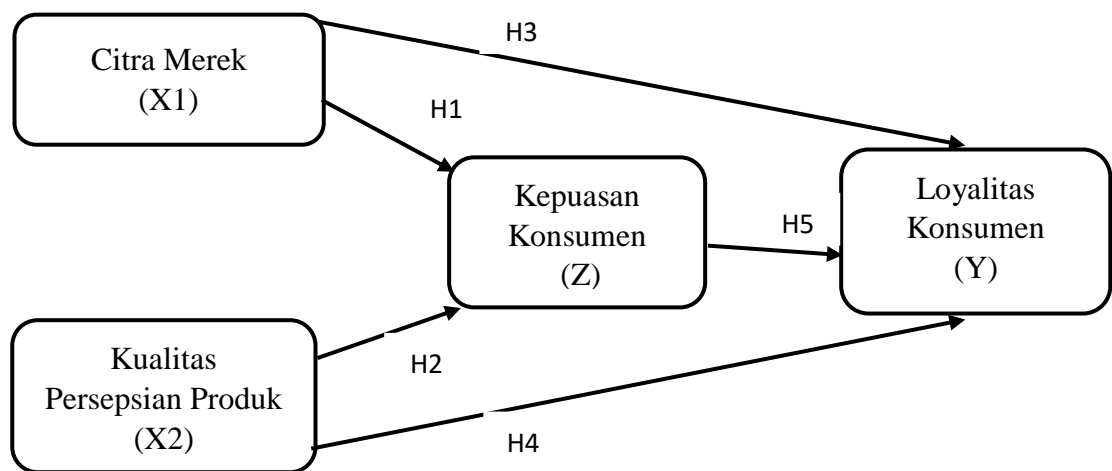 Citra Merek
(X1)
H3
H1
Kepuasan
Konsumen
(Z)
H5
Loyalitas
Konsumen
(Y)
Kualitas
Persepsian Produk
(X2)
H2
H4